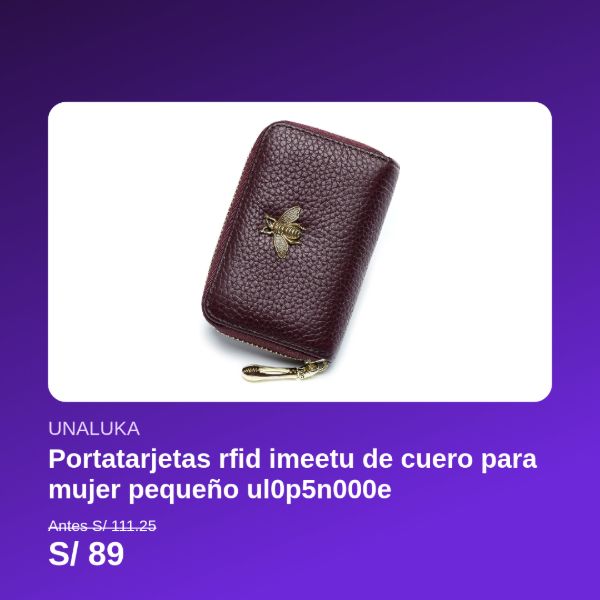 UNALUKA
Portatarjetas rfid imeetu de cuero para
mujer pequeño ul0p5n000e
Antes S/ 111.25
S/ 89